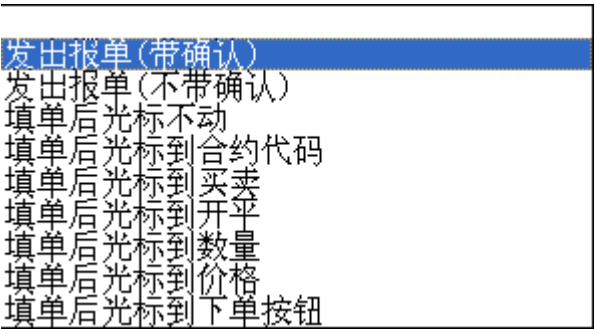 发出报单(带确认)
发出报单(不带确认)
填单后光标不动
填单后光标到合约代码
填单后光标到买卖
填单后光标到开平
填单后光标到数量
填单后光标到价格
填单后光标到下单按钮